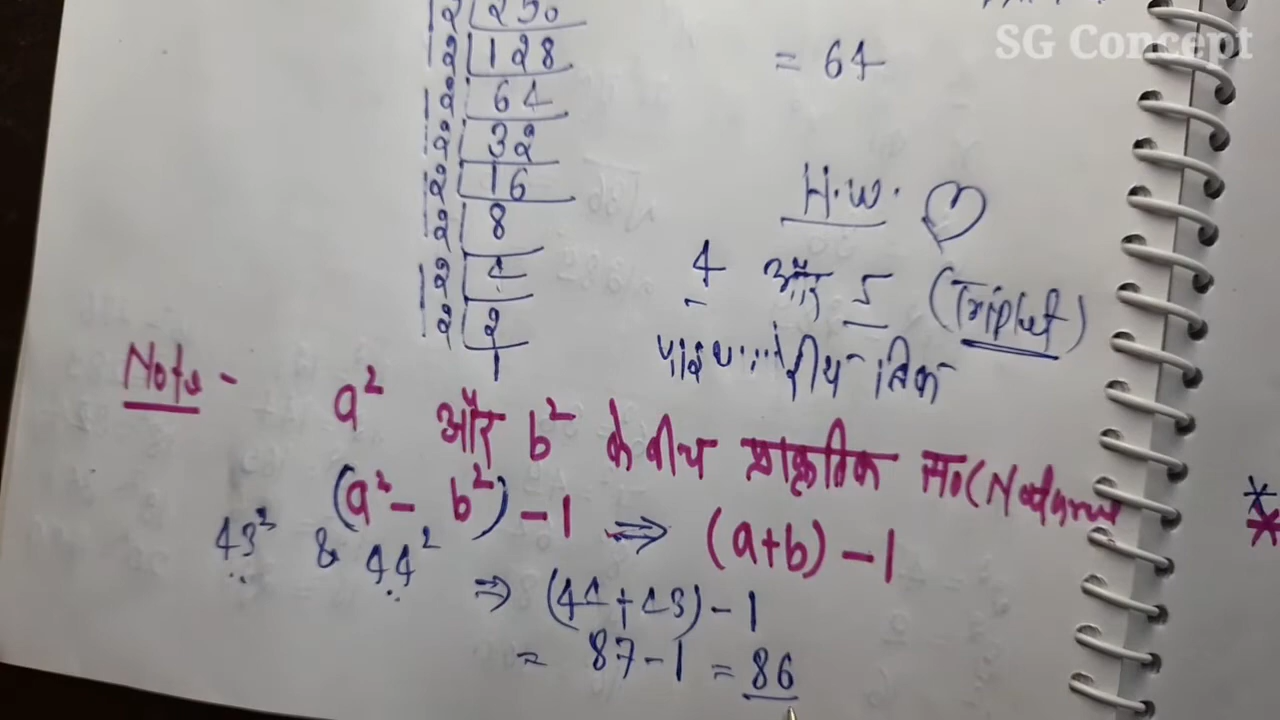 SG Concept
2 | 256
2 | 128
2 | 64
2 | 32
2 | 16
2 | 8
2 | 4
2 | 2
1
= 64
H.W. ♡
4 और 5 (Triplet)
त्रिक
Note -
a² और b² के बीच प्राकृतिक सं० (
(a² - b²) - 1 ⇒ (a+b) - 1
43² & 44²
⇒ (44+43) - 1
= 87-1 = 86